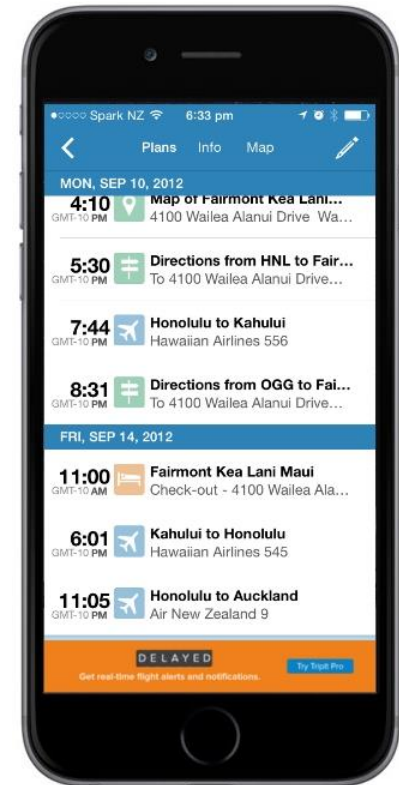 Spark NZ 6:33 pm
Plans Info Map
MON, SEP 10, 2012
4:10 Map of Fairmont Kea Lani...
GMT-10 PM 4100 Wailea Alanui Drive Wa...
5:30 Directions from HNL to Fair...
GMT-10 PM To 4100 Wailea Alanui Drive...
7:44 Honolulu to Kahului
GMT-10 PM Hawaiian Airlines 556
8:31 Directions from OGG to Fai...
GMT-10 PM To 4100 Wailea Alanui Drive...
FRI, SEP 14, 2012
11:00 Fairmont Kea Lani Maui
GMT-10 AM Check-out - 4100 Wailea Ala...
6:01 Kahului to Honolulu
GMT-10 PM Hawaiian Airlines 545
11:05 Honolulu to Auckland
GMT-10 PM Air New Zealand 9
DELAYED
Get real-time flight alerts and notifications.
Try TripIt Pro